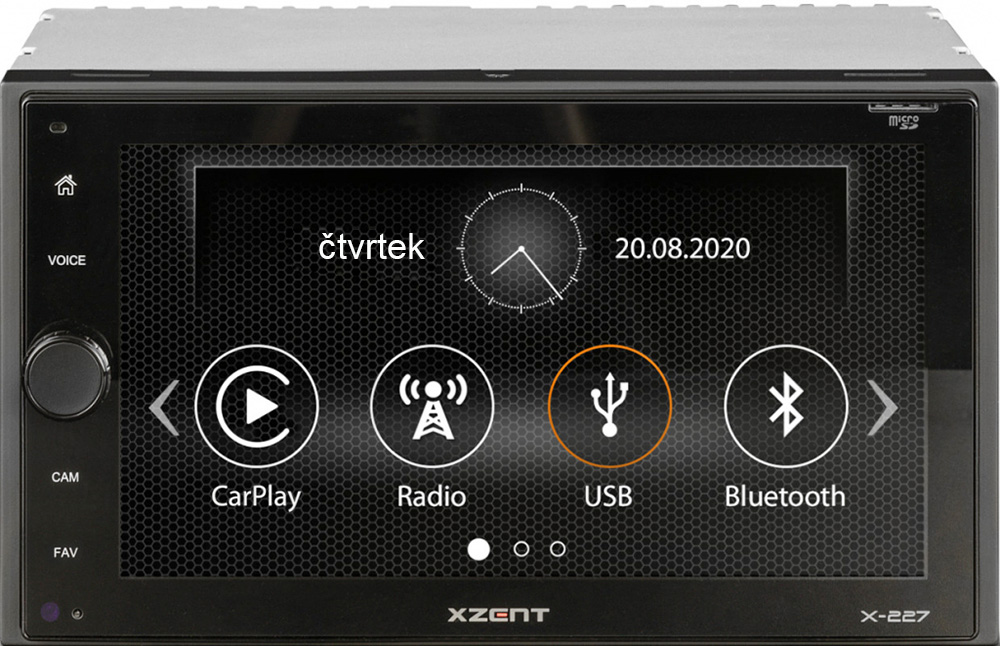 micro
SD
VOICE
čtvrtek
20.08.2020
CarPlay
Radio
USB
Bluetooth
CAM
FAV
XZENT
X-227